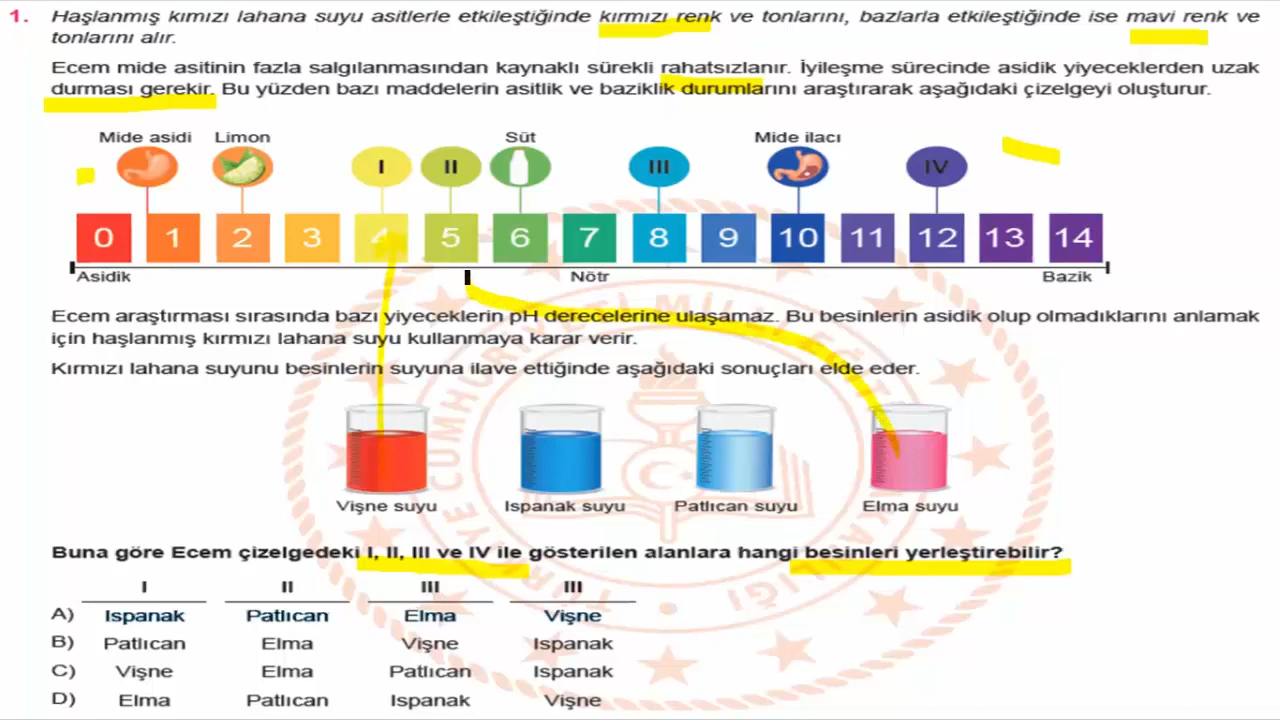 1. Haşlanmış kımızı lahana suyu asitlerle etkileştiğinde kırmızı renk ve tonlarını, bazlarla etkileştiğinde ise mavi renk ve
tonlarını alır.
Ecem mide asitinin fazla salgılanmasından kaynaklı sürekli rahatsızlanır. İyileşme sürecinde asidik yiyeceklerden uzak
durması gerekir. Bu yüzden bazı maddelerin asitlik ve baziklik durumlarını araştırarak aşağıdaki çizelgeyi oluşturur.
Mide asidi Limon Süt Mide ilacı
I II III IV
0 1 2 3 4 5 6 7 8 9 10 11 12 13 14
Asidik Nötr Bazik
Ecem araştırması sırasında bazı yiyeceklerin pH derecelerine ulaşamaz. Bu besinlerin asidik olup olmadıklarını anlamak
için haşlanmış kırmızı lahana suyu kullanmaya karar verir.
Kırmızı lahana suyunu besinlerin suyuna ilave ettiğinde aşağıdaki sonuçları elde eder.
Vişne suyu Ispanak suyu Patlıcan suyu Elma suyu
Buna göre Ecem çizelgedeki I, II, III ve IV ile gösterilen alanlara hangi besinleri yerleştirebilir?
I II III III
A) Ispanak Patlıcan Elma Vişne
B) Patlıcan Elma Vişne Ispanak
C) Vişne Elma Patlıcan Ispanak
D) Elma Patlıcan Ispanak Vişne